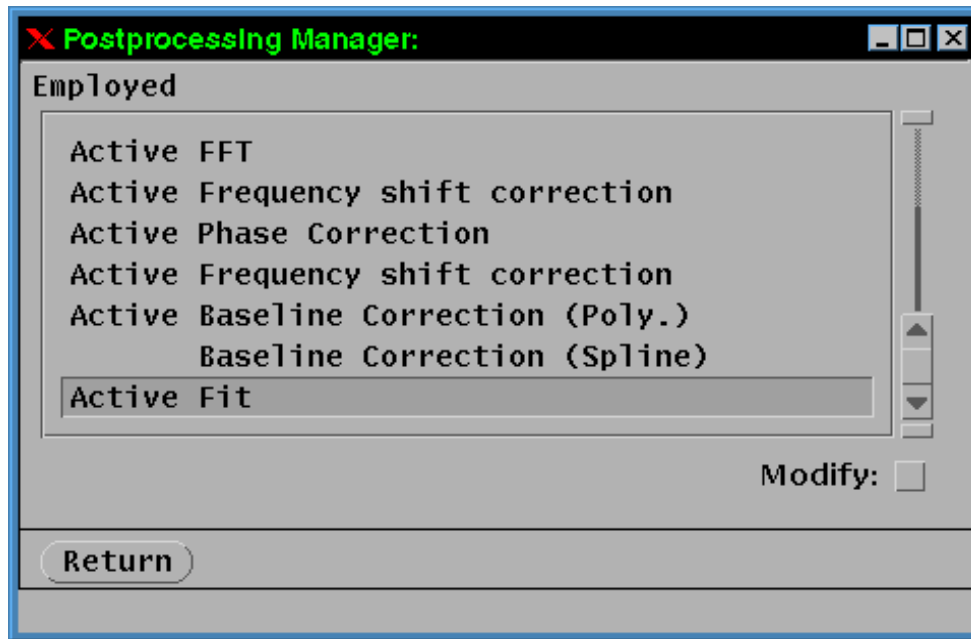 Postprocessing Manager:
Employed
Active FFT
Active Frequency shift correction
Active Phase Correction
Active Frequency shift correction
Active Baseline Correction (Poly.)
Baseline Correction (Spline)
Active Fit
Modify:
Return